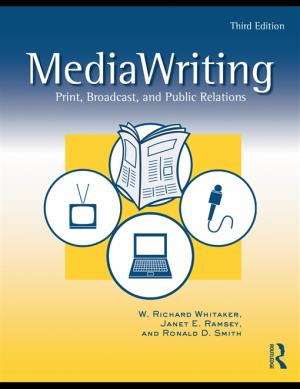 Third Edition
MediaWriting
Print, Broadcast, and Public Relations
W. Richard Whitaker,
Janet E. Ramsey,
and Ronald D. Smith
ROUTLEDGE